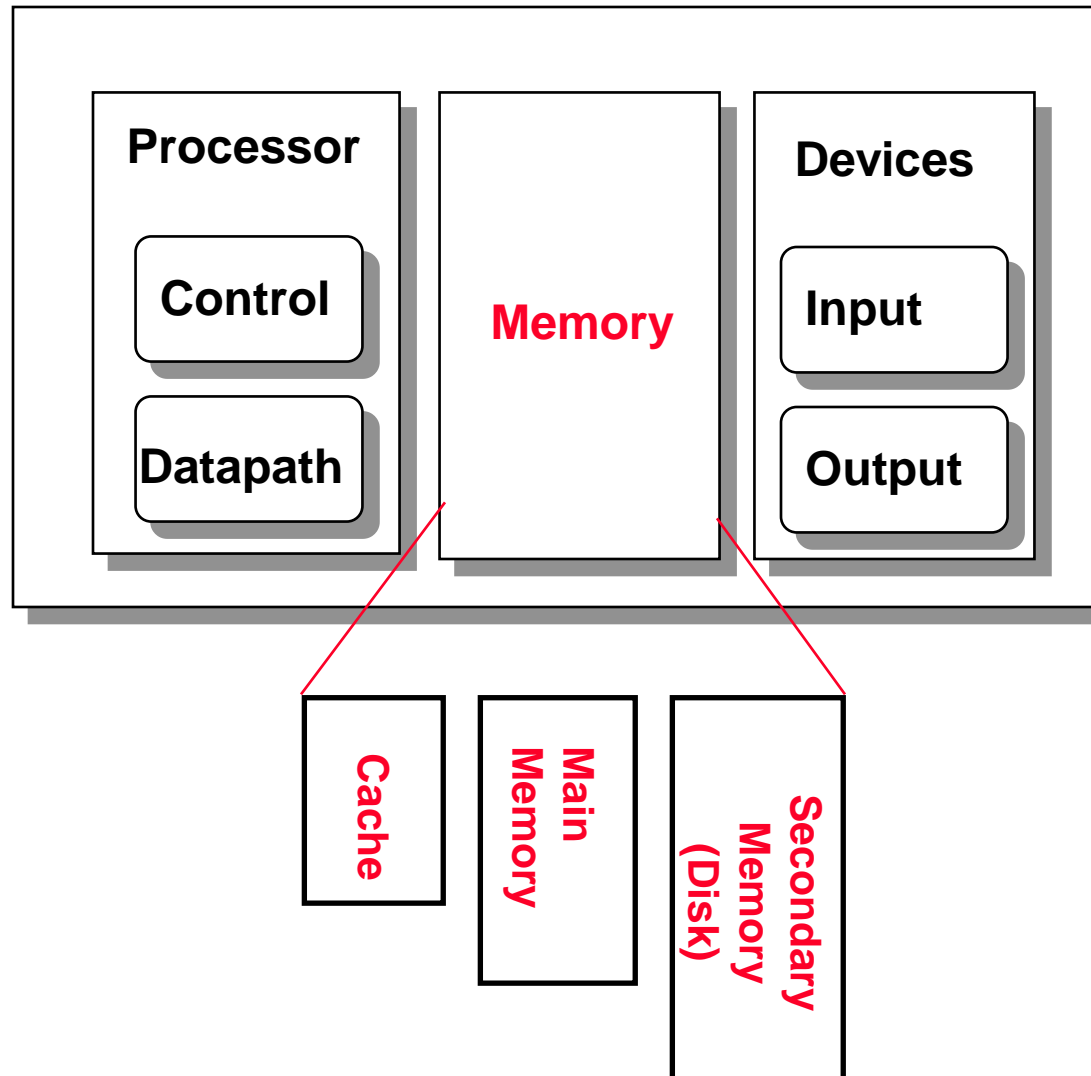 Processor
Control
Datapath
Memory
Devices
Input
Output
Cache
Main
Memory
Secondary
Memory
(Disk)